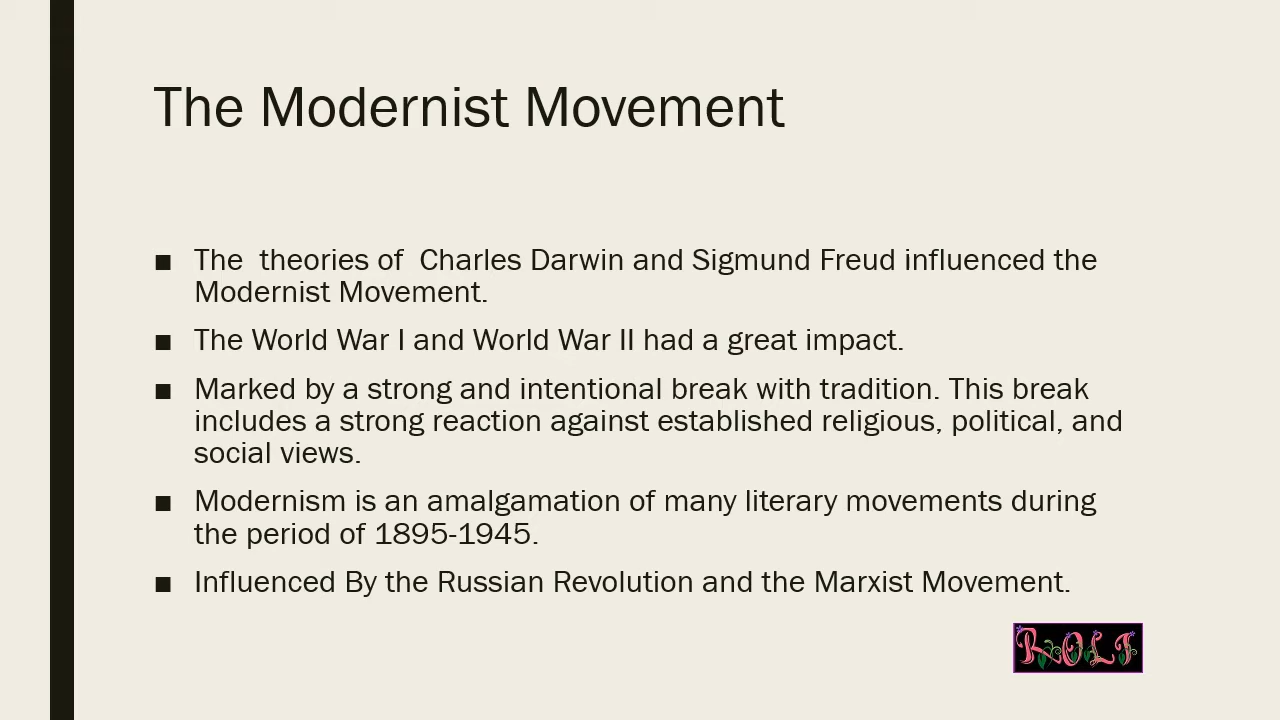 The Modernist Movement
■ The  theories of  Charles Darwin and Sigmund Freud influenced the
Modernist Movement.
■ The World War I and World War II had a great impact.
■ Marked by a strong and intentional break with tradition. This break
includes a strong reaction against established religious, political, and
social views.
■ Modernism is an amalgamation of many literary movements during
the period of 1895-1945.
■ Influenced By the Russian Revolution and the Marxist Movement.